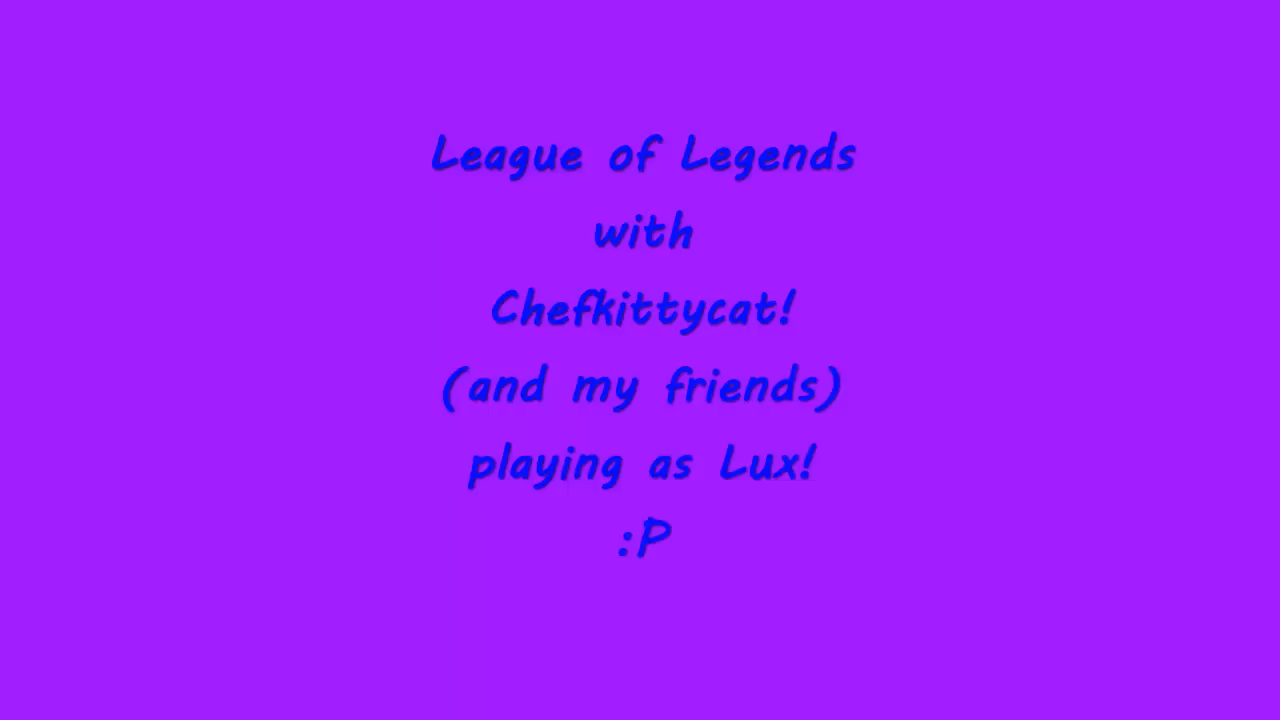 League of Legends
with
Chefkittycat!
(and my friends)
playing as Lux!
:P